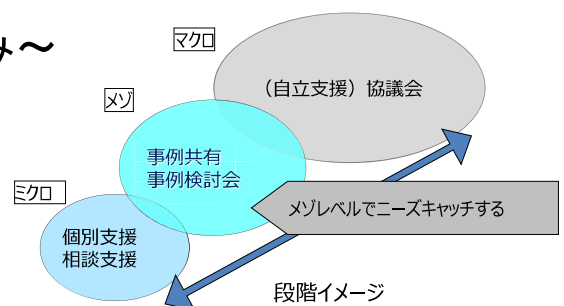 み～
マクロ
（自立支援）協議会
メゾ
事例共有
事例検討会
ミクロ
メゾレベルでニーズキャッチする
個別支援
相談支援
段階イメージ